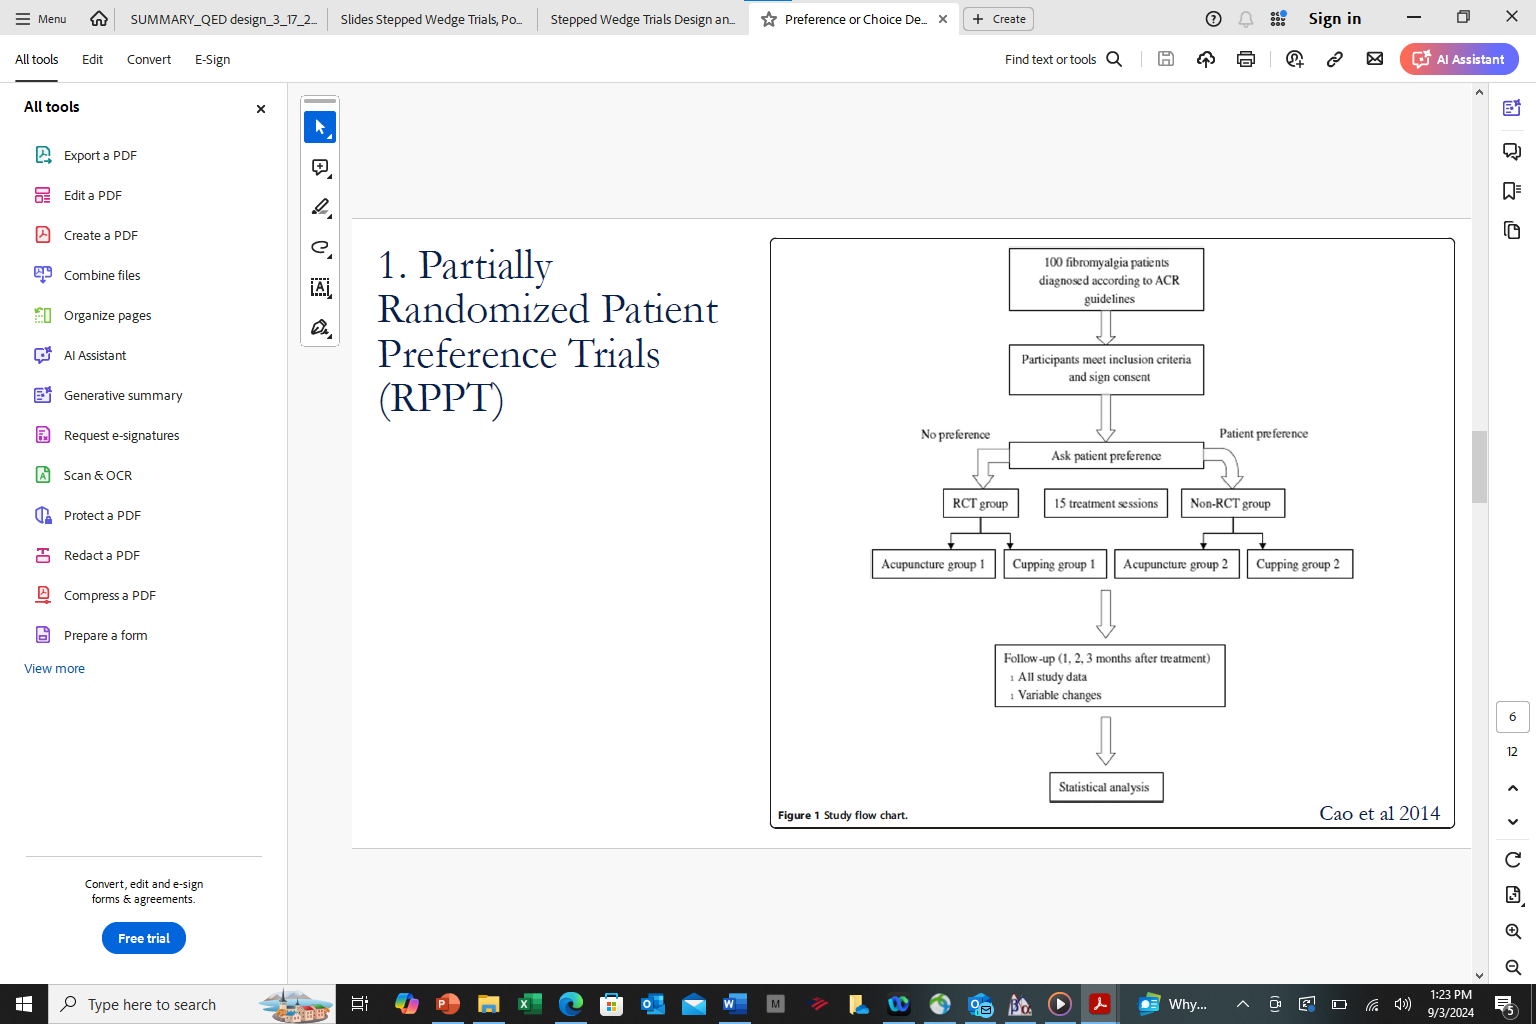 Menu
SUMMARY_QED design_3_17_2...
Slides Stepped Wedge Trials, Po...
Stepped Wedge Trials Design an...
Preference or Choice De...
Create
Sign in
All tools
Edit
Convert
E-Sign
Find text or tools
AI Assistant
All tools
Export a PDF
Edit a PDF
Create a PDF
Combine files
Organize pages
AI Assistant
Generative summary
Request e-signatures
Scan & OCR
Protect a PDF
Redact a PDF
Compress a PDF
Prepare a form
View more
Convert, edit and e-sign
forms & agreements.
Free trial
1. Partially
Randomized Patient
Preference Trials
(RPPT)
100 fibromyalgia patients
diagnosed according to ACR
guidelines
Participants meet inclusion criteria
and sign consent
No preference
Patient preference
Ask patient preference
RCT group
15 treatment sessions
Non-RCT group
Acupuncture group 1
Cupping group 1
Acupuncture group 2
Cupping group 2
Follow-up (1, 2, 3 months after treatment)
l All study data
l Variable changes
Statistical analysis
Figure 1 Study flow chart.
Cao et al 2014
6
12
Type here to search
Why...
1:23 PM
9/3/2024
5